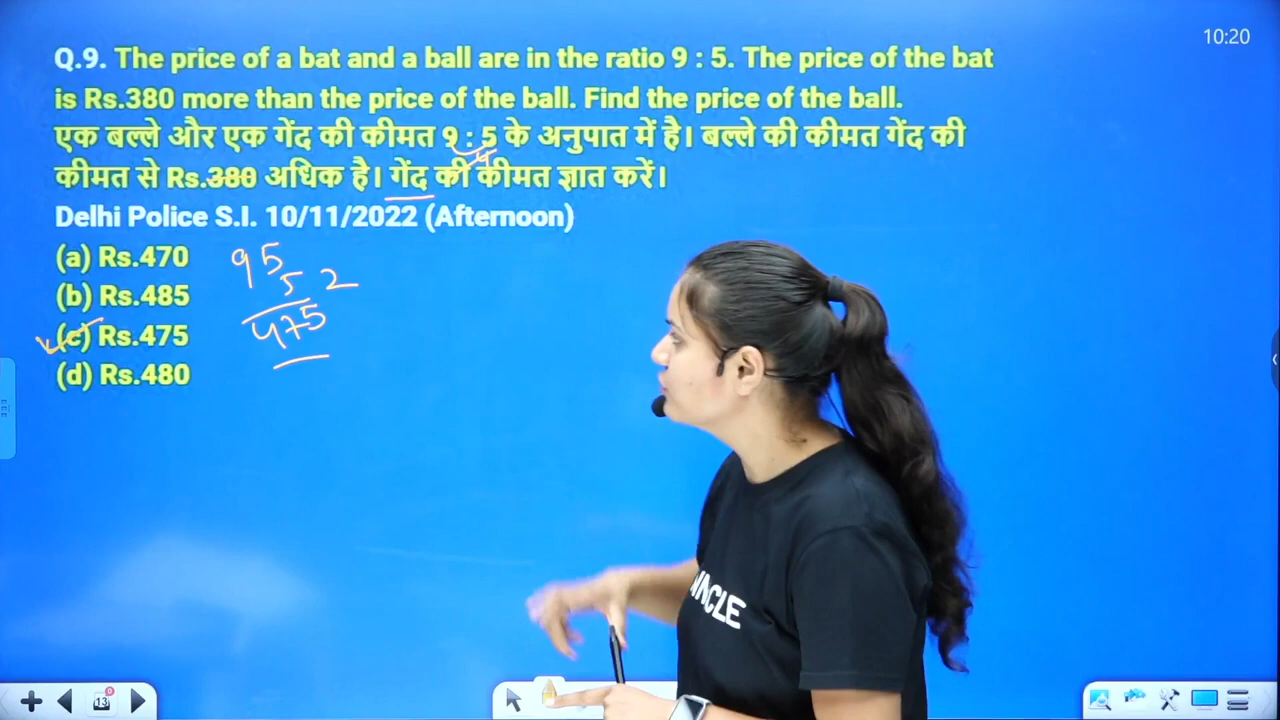 10:20
Q.9. The price of a bat and a ball are in the ratio 9 : 5. The price of the bat
is Rs.380 more than the price of the ball. Find the price of the ball.
एक बल्ले और एक गेंद की कीमत 9 : 5 के अनुपात में है। बल्ले की कीमत गेंद की
कीमत से Rs.380 अधिक है। गेंद की कीमत ज्ञात करें।
4
Delhi Police S.I. 10/11/2022 (Afternoon)
(a) Rs.470
(b) Rs.485
(c) Rs.475
(d) Rs.480
95
5 2
475
13